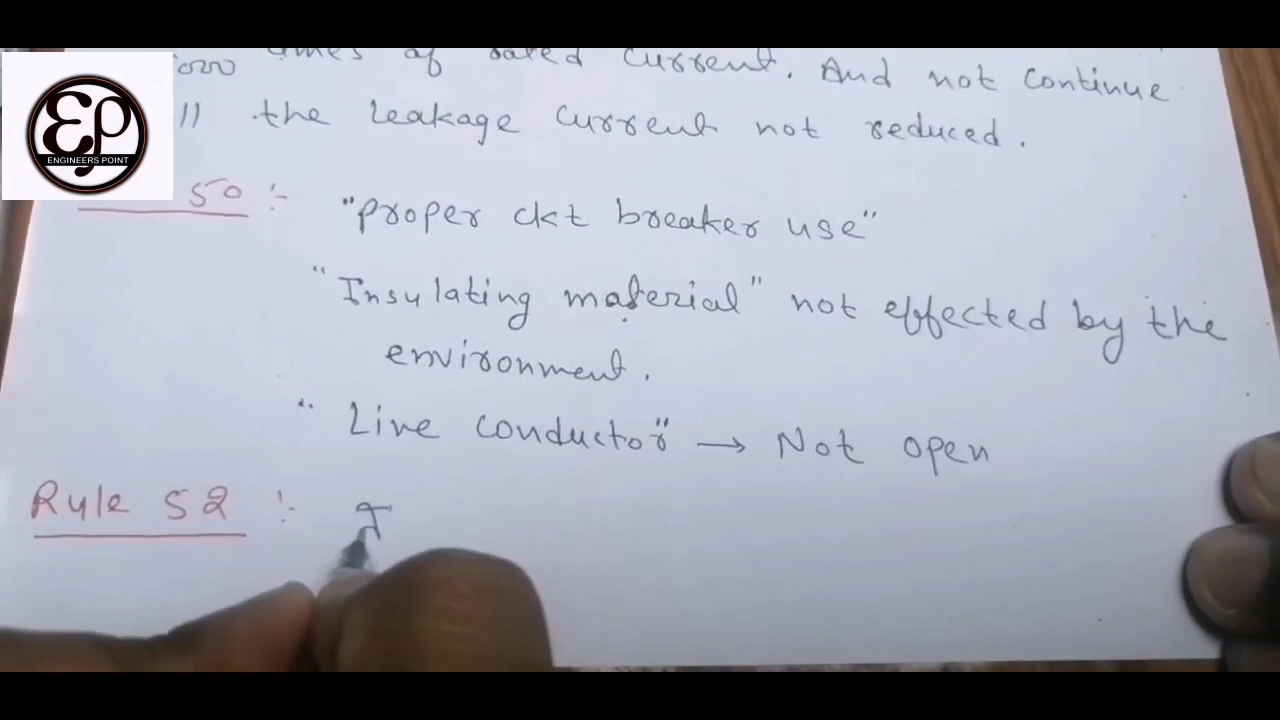 of rated current. And not continue
the leakage current not reduced.
EP
ENGINEERS POINT
50 :-
"Proper ckt breaker use"
"Insulating material" not effected by the
environment.
"Live conductor" → Not open
Rule 52 :- I